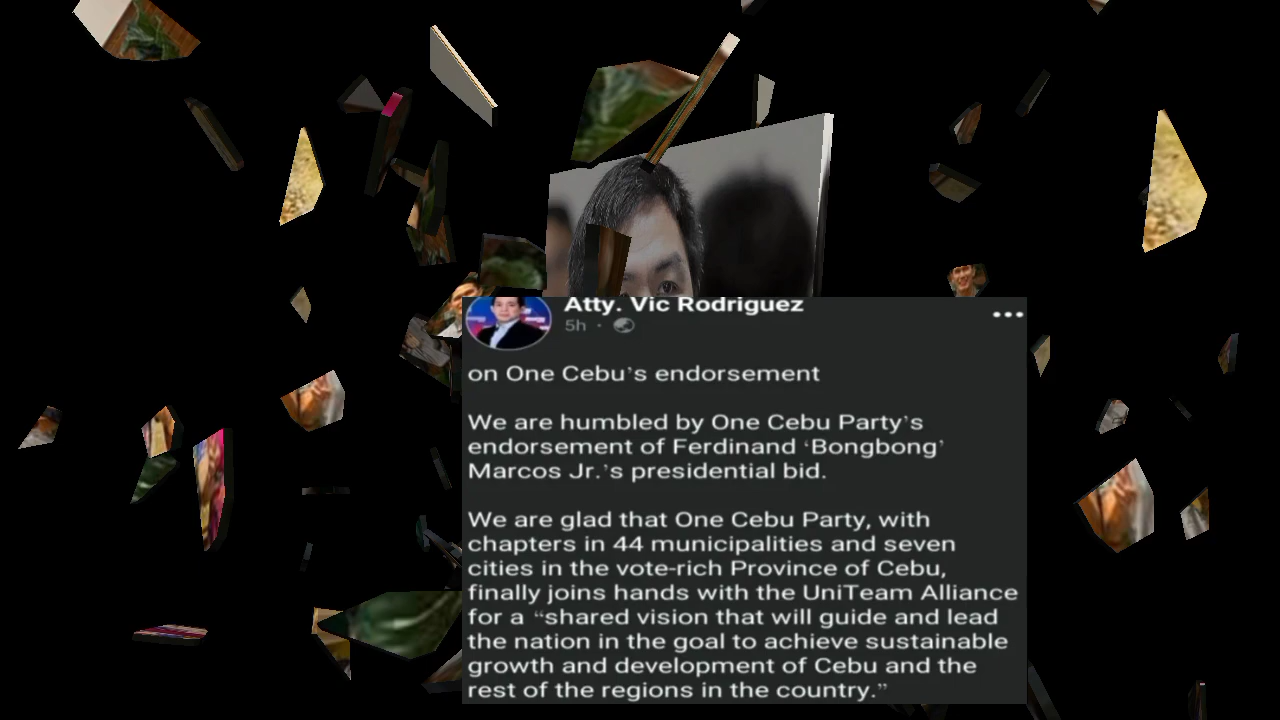 Atty. Vic Rodriguez
5h ·
on One Cebu's endorsement
We are humbled by One Cebu Party's
endorsement of Ferdinand ‘Bongbong’
Marcos Jr.'s presidential bid.
We are glad that One Cebu Party, with
chapters in 44 municipalities and seven
cities in the vote-rich Province of Cebu,
finally joins hands with the UniTeam Alliance
for a “shared vision that will guide and lead
the nation in the goal to achieve sustainable
growth and development of Cebu and the
rest of the regions in the country.”